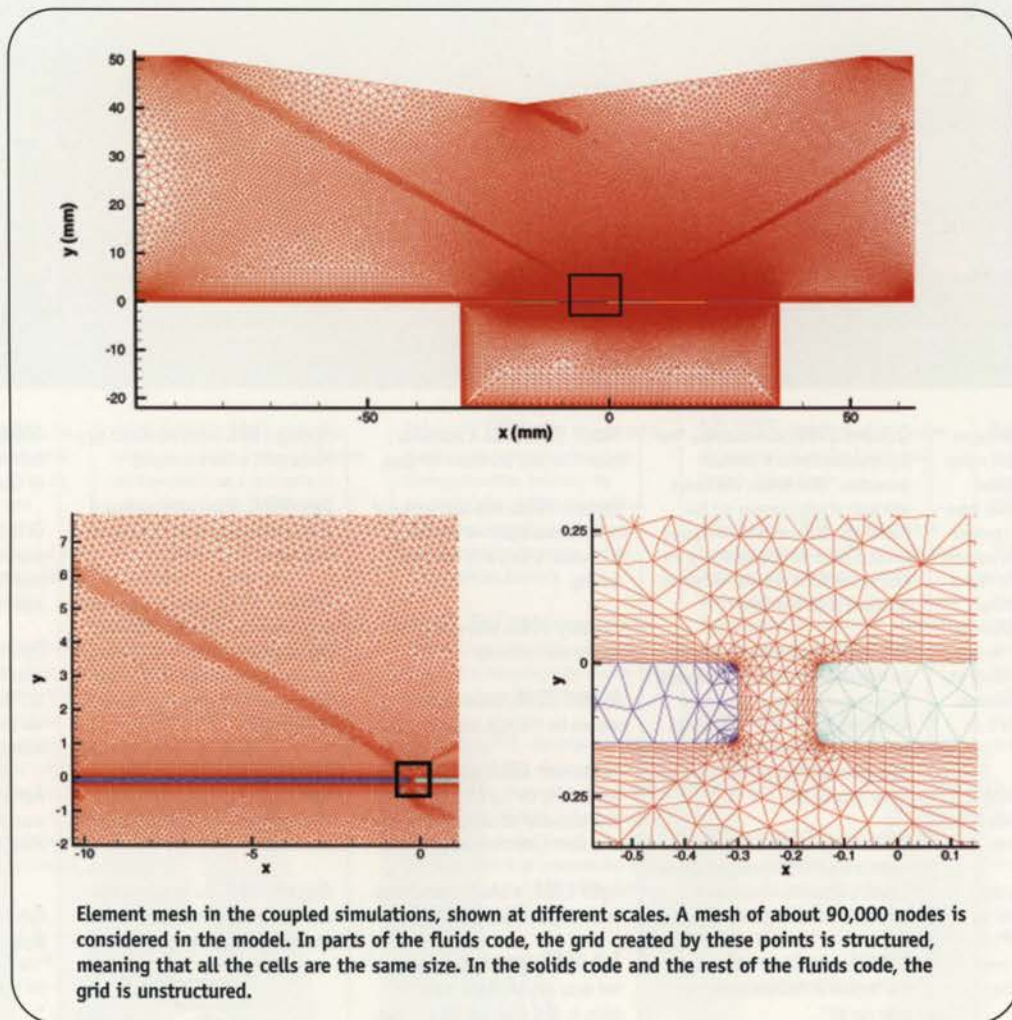 50
40
30
20
10
0
-10
-20
y (mm)
-50 0 50
x (mm)
7
6
5
4
3
2
1
0
-1
-2
y
-10 -5 0
x
0.25
0
-0.25
y
-0.5 -0.4 -0.3 -0.2 -0.1 0 0.1
x
Element mesh in the coupled simulations, shown at different scales. A mesh of about 90,000 nodes is
considered in the model. In parts of the fluids code, the grid created by these points is structured,
meaning that all the cells are the same size. In the solids code and the rest of the fluids code, the
grid is unstructured.